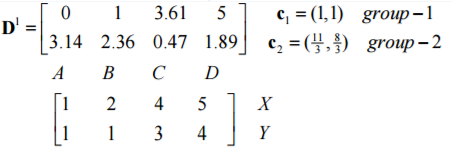 D¹ = [ 0 1 3.61 5 c₁ = (1,1) group−1
3.14 2.36 0.47 1.89 ] c₂ = (11/3, 8/3) group−2
A B C D
[ 1 2 4 5 X
1 1 3 4 ] Y